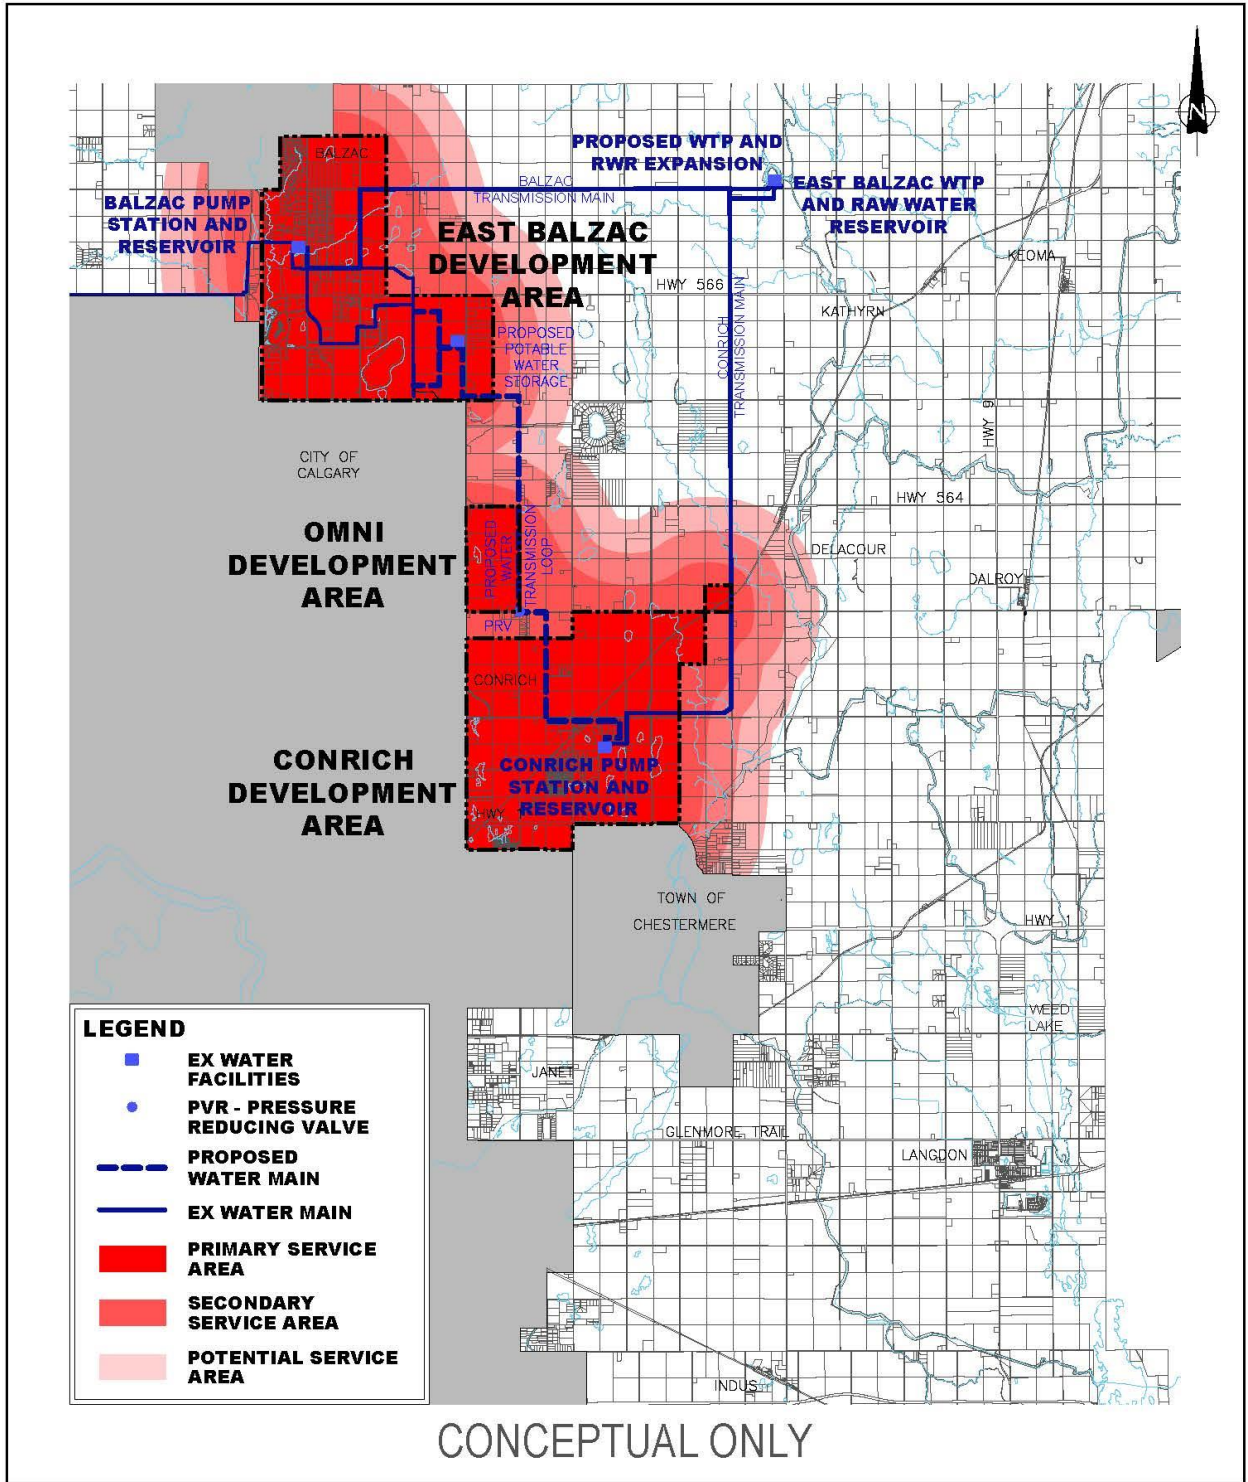 N
BALZAC
PROPOSED WTP AND
RWR EXPANSION
BALZAC
TRANSMISSION MAIN
EAST BALZAC WTP
AND RAW WATER
RESERVOIR
BALZAC PUMP
STATION AND
RESERVOIR
EAST BALZAC
DEVELOPMENT
AREA
HWY 566
KEOMA
KATHYRN
CONRICH
TRANSMISSION MAIN
PROPOSED
POTABLE
WATER
STORAGE
HWY 9
CITY OF
CALGARY
HWY 564
OMNI
DEVELOPMENT
AREA
PROPOSED
WATER
TRANSMISSION
LOOP
DELACOUR
DALROY
PRV
CONRICH
CONRICH
DEVELOPMENT
AREA
CONRICH PUMP
STATION AND
RESERVOIR
HWY 1
TOWN OF
CHESTERMERE
HWY 1
WEED
LAKE
JANET
GLENMORE TRAIL
LANGDON
INDUS
LEGEND
EX WATER
FACILITIES
PVR - PRESSURE
REDUCING VALVE
PROPOSED
WATER MAIN
EX WATER MAIN
PRIMARY SERVICE
AREA
SECONDARY
SERVICE AREA
POTENTIAL SERVICE
AREA
CONCEPTUAL ONLY